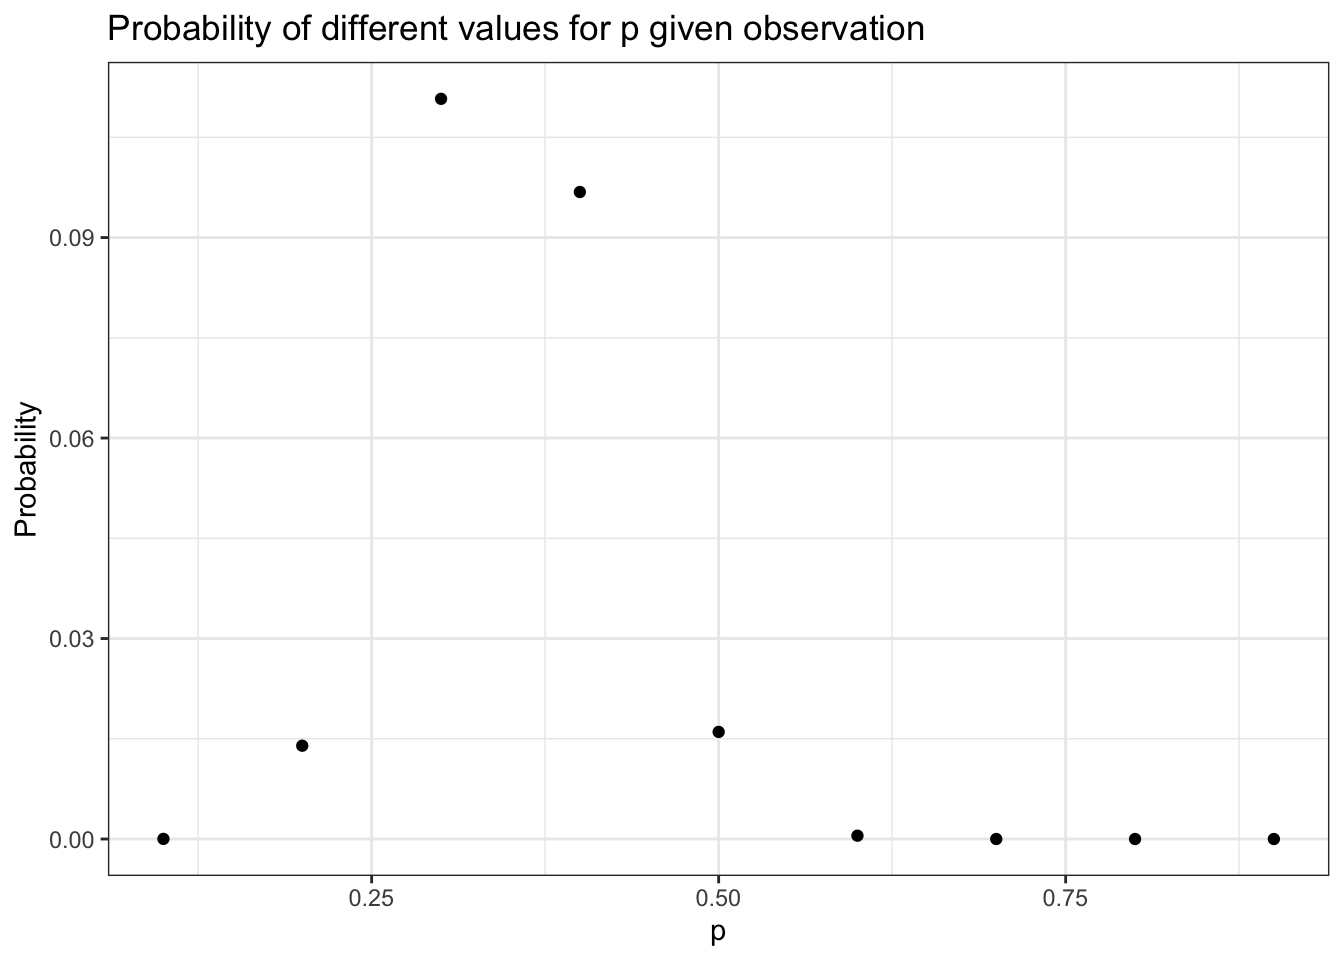 Probability of different values for p given observation
Probability
0.09
0.06
0.03
0.00
0.25
0.50
0.75
p